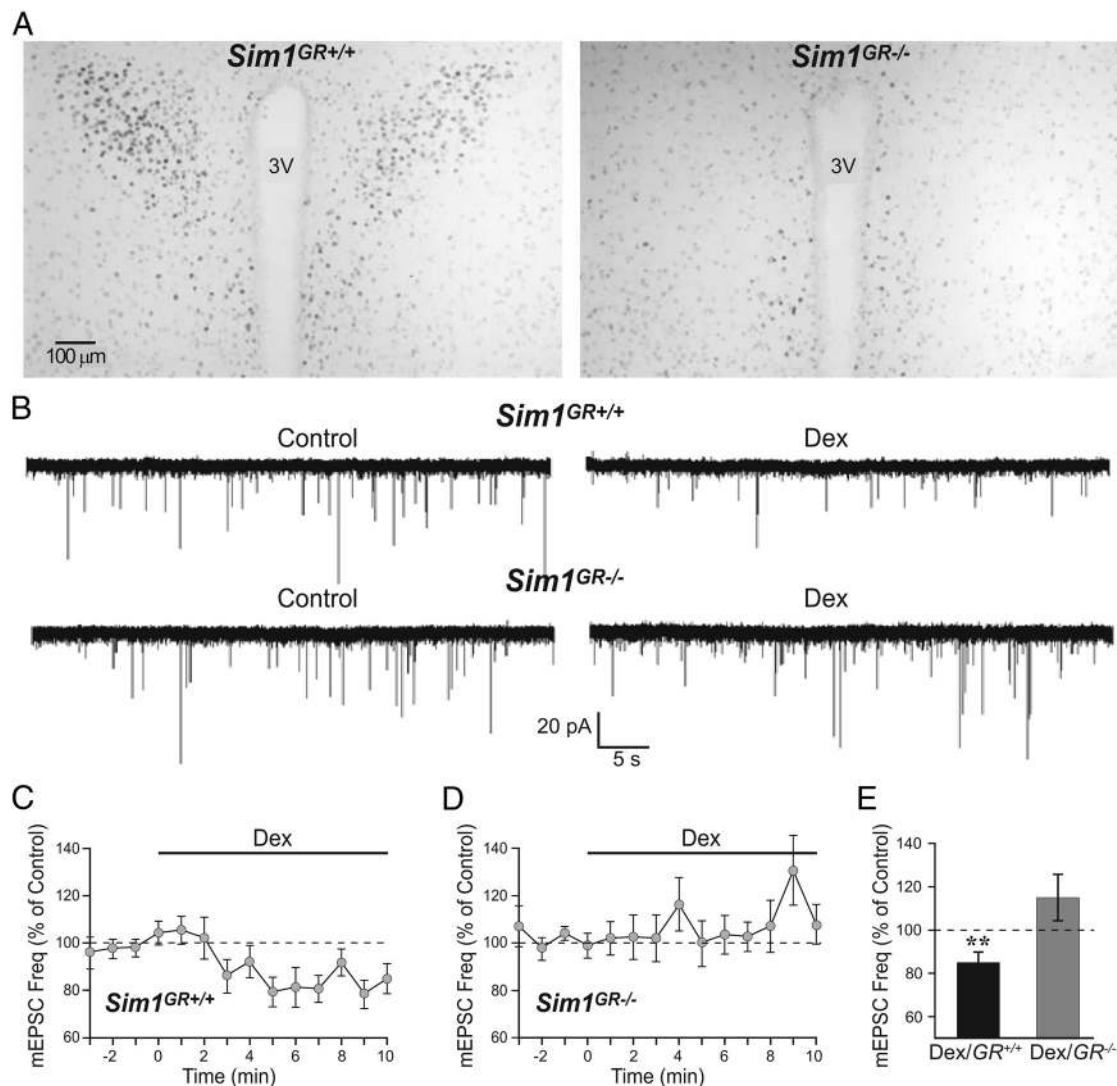 A
Sim1GR+/+
Sim1GR-/-
3V
3V
100 μm
B
Sim1GR+/+
Control
Dex
Sim1GR-/-
Control
Dex
20 pA
5 s
C
D
E
Dex
mEPSC Freq (% of Control)
140
120
100
80
60
-2 0 2 4 6 8 10
Time (min)
Sim1GR+/+
Dex
mEPSC Freq (% of Control)
140
120
100
80
60
-2 0 2 4 6 8 10
Time (min)
Sim1GR-/-
mEPSC Freq (% of Control)
140
120
100
80
60
**
Dex/GR+/+ Dex/GR-/-